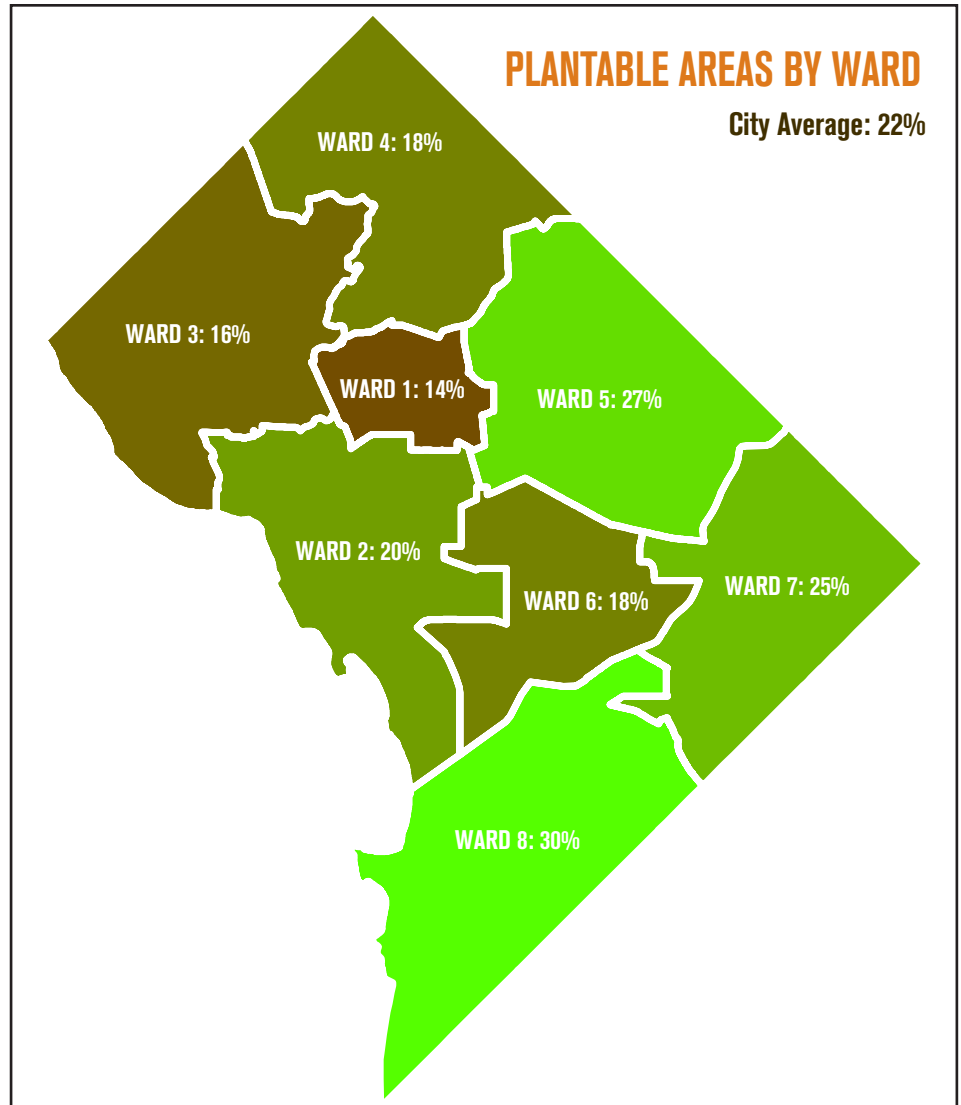 PLANTABLE AREAS BY WARD
City Average: 22%
WARD 4: 18%
WARD 3: 16%
WARD 1: 14%
WARD 5: 27%
WARD 2: 20%
WARD 6: 18%
WARD 7: 25%
WARD 8: 30%